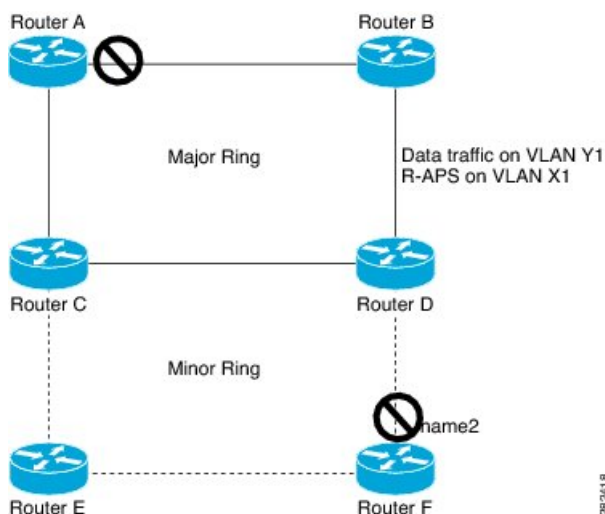 Router A
Router B
Major Ring
Data traffic on VLAN Y1
R-APS on VLAN X1
Router C
Router D
Minor Ring
name2
Router E
Router F